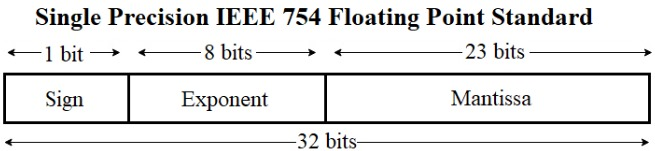 Single Precision IEEE 754 Floating Point Standard
1 bit 8 bits 23 bits
Sign Exponent Mantissa
32 bits